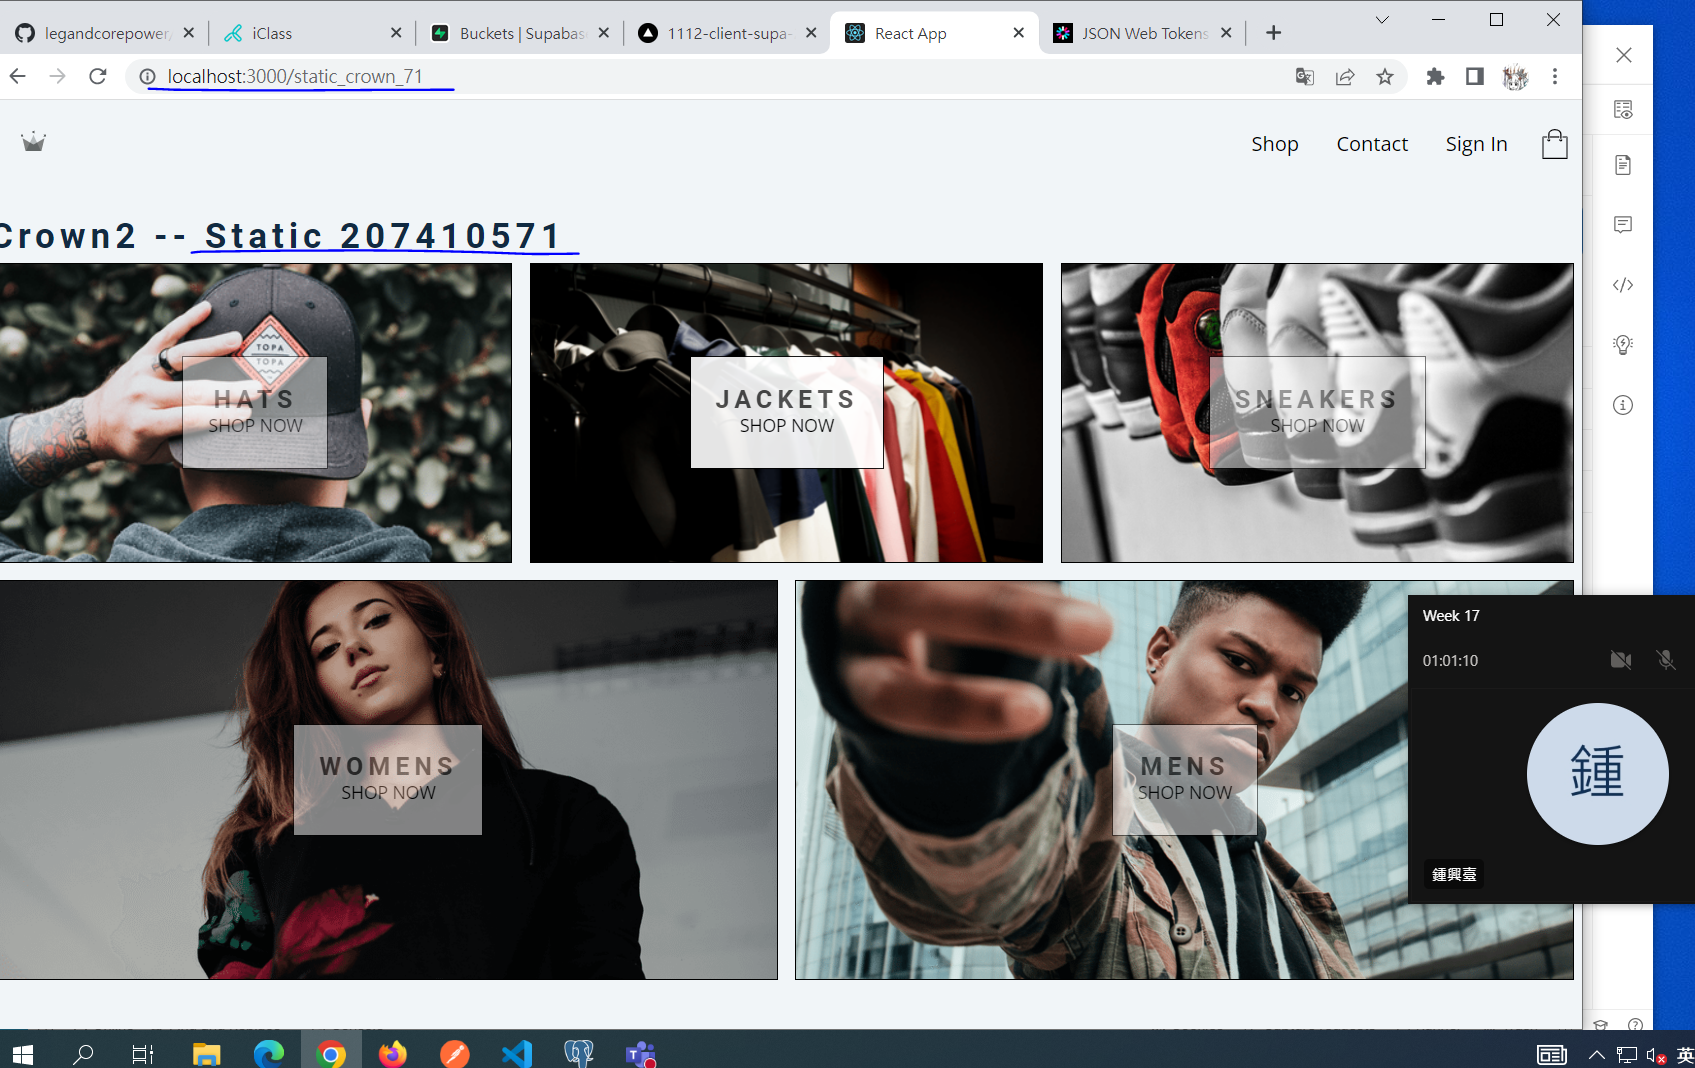 legandcorepower/
iClass
Buckets | Supabas
1112-client-supa-
React App
JSON Web Tokens
localhost:3000/static_crown_71
Shop
Contact
Sign In
Crown2 -- Static 207410571
TOPA
TOPA
HATS
SHOP NOW
JACKETS
SHOP NOW
SNEAKERS
SHOP NOW
WOMENS
SHOP NOW
MENS
SHOP NOW
Week 17
01:01:10
鍾
鍾興臺
英